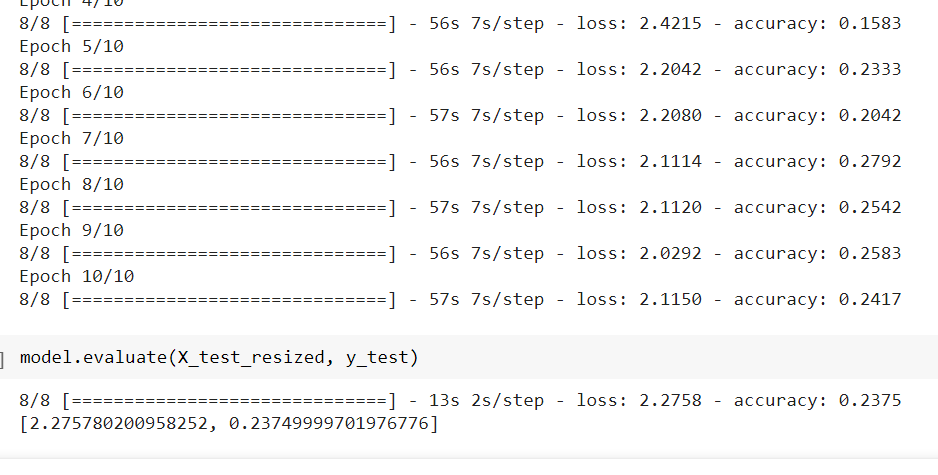 Epoch 4/10
8/8 [==============================] - 56s 7s/step - loss: 2.4215 - accuracy: 0.1583
Epoch 5/10
8/8 [==============================] - 56s 7s/step - loss: 2.2042 - accuracy: 0.2333
Epoch 6/10
8/8 [==============================] - 57s 7s/step - loss: 2.2080 - accuracy: 0.2042
Epoch 7/10
8/8 [==============================] - 56s 7s/step - loss: 2.1114 - accuracy: 0.2792
Epoch 8/10
8/8 [==============================] - 57s 7s/step - loss: 2.1120 - accuracy: 0.2542
Epoch 9/10
8/8 [==============================] - 56s 7s/step - loss: 2.0292 - accuracy: 0.2583
Epoch 10/10
8/8 [==============================] - 57s 7s/step - loss: 2.1150 - accuracy: 0.2417
] model.evaluate(X_test_resized, y_test)
8/8 [==============================] - 13s 2s/step - loss: 2.2758 - accuracy: 0.2375
[2.275780200958252, 0.23749999701976776]